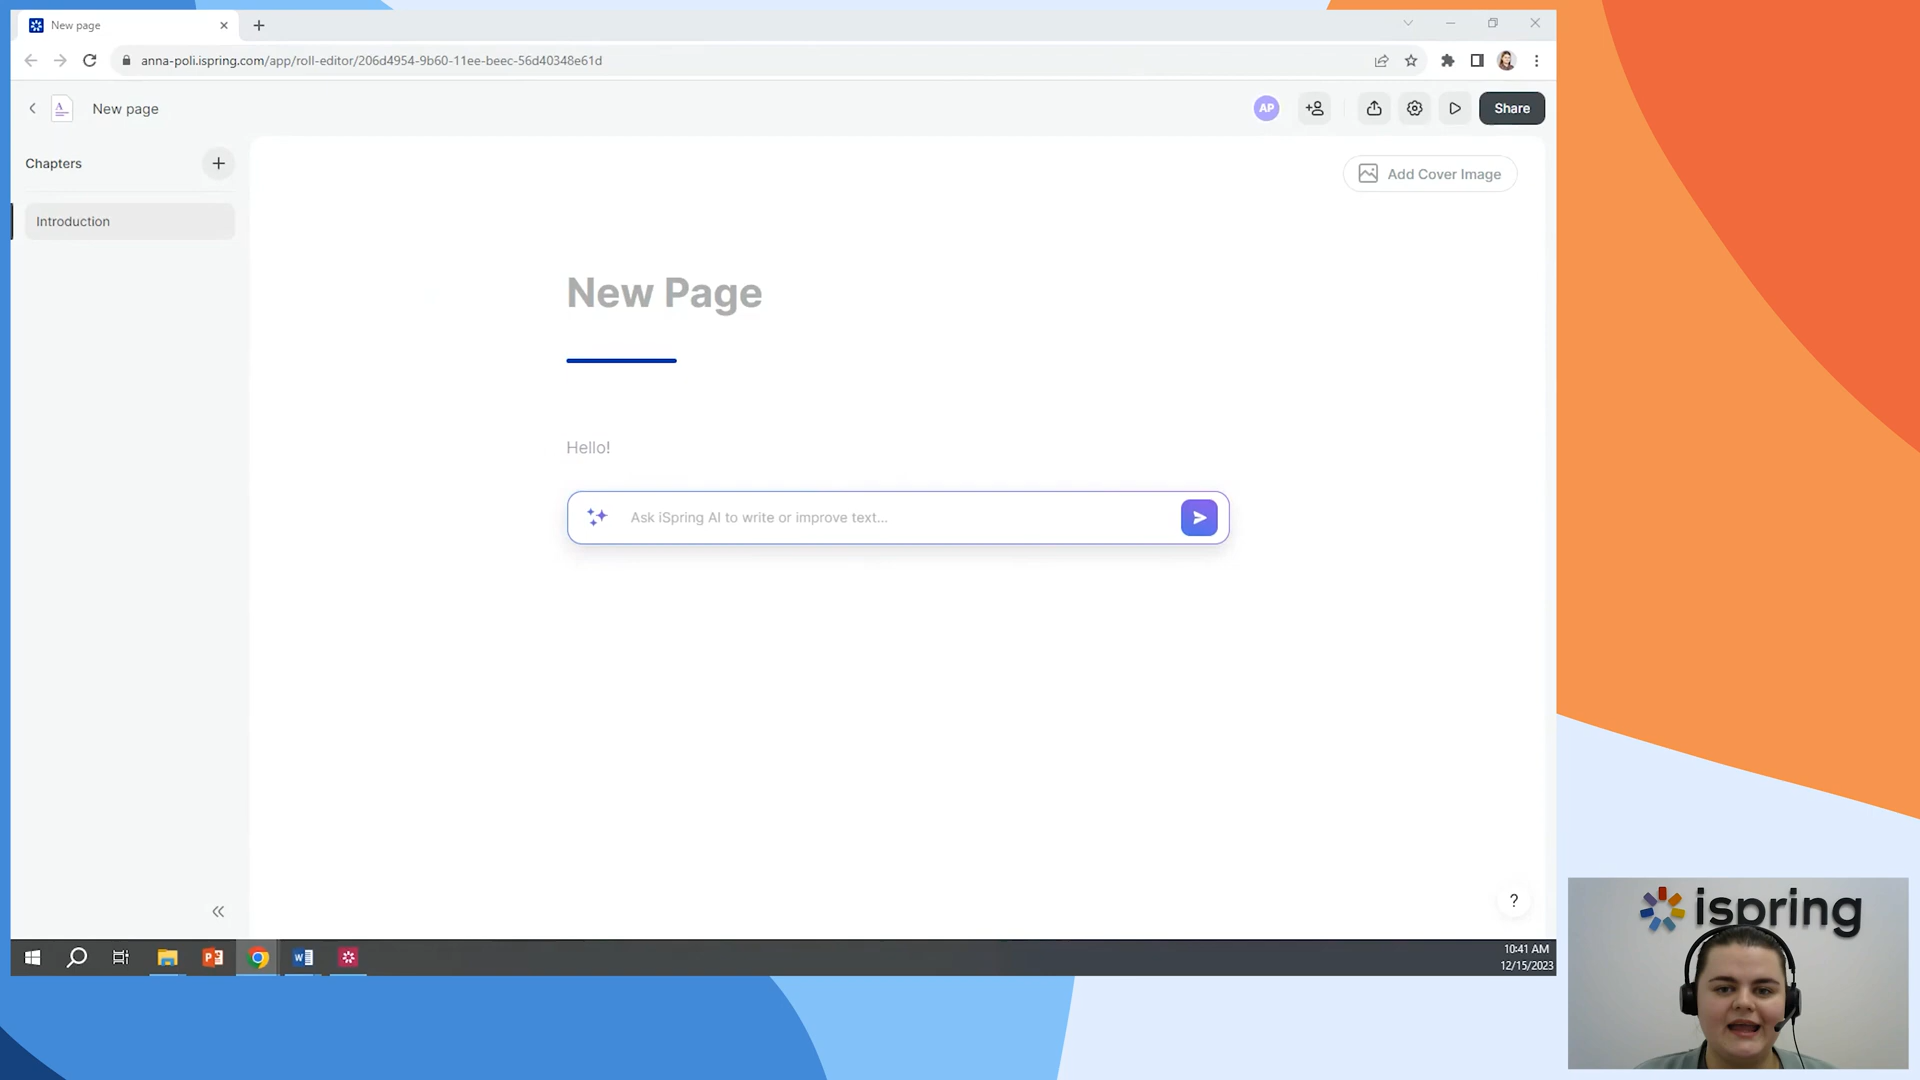 New page
anna-poli.ispring.com/app/roll-editor/206d4954-9b60-11ee-beec-56d40348e61d
New page
AP
Share
Chapters
Add Cover Image
Introduction
New Page
Hello!
Ask iSpring AI to write or improve text...
?
10:41 AM
12/15/2023
ispring